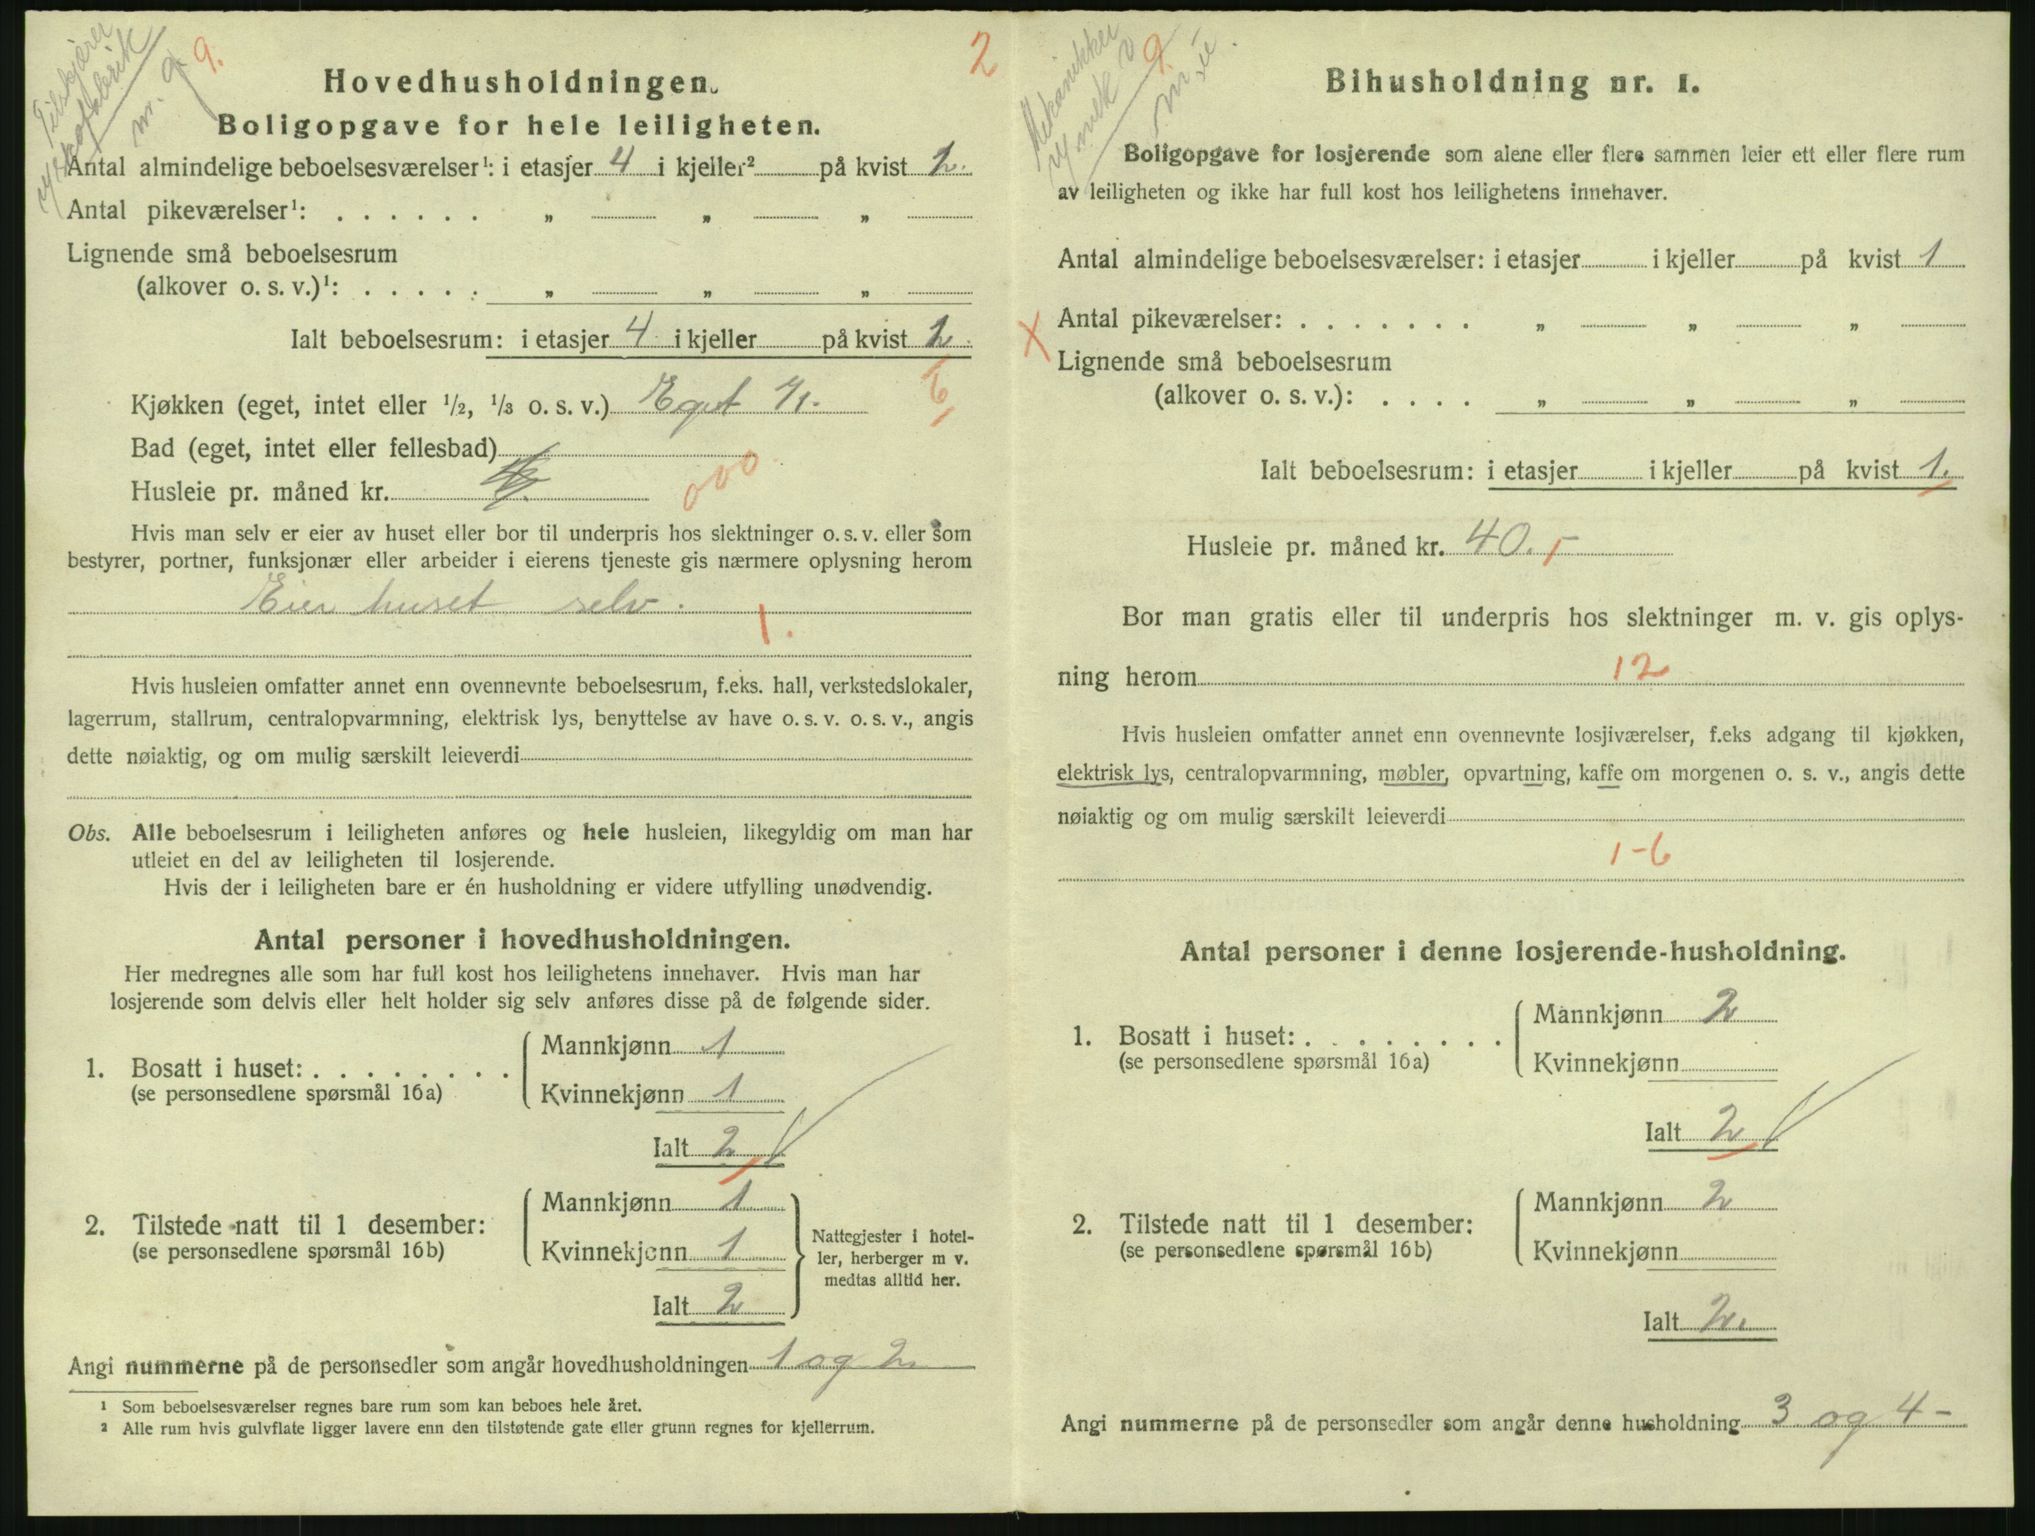 9.
2
Hovedhusholdningen.
Boligopgave for hele leiligheten.
Antal almindelige beboelsesværelser¹: i etasjer 4 i kjeller² på kvist 2.
Antal pikeværelser¹: . . . . . . „ „ „
Lignende små beboelsesrum
(alkover o. s. v.)¹: . . . . . „ „ „
Ialt beboelsesrum: i etasjer 4 i kjeller på kvist 2.
6
Kjøkken (eget, intet eller ½, ⅓ o. s. v.) Eget 1/1.
Bad (eget, intet eller fellesbad)
Husleie pr. måned kr. 000.
Hvis man selv er eier av huset eller bor til underpris hos slektninger o. s. v. eller som
bestyrer, portner, funksjonær eller arbeider i eierens tjeneste gis nærmere oplysning herom
Eier huset selv.
1.
Hvis husleien omfatter annet enn ovennevnte beboelsesrum, f.eks. hall, verkstedslokaler,
lagerrum, stallrum, centralopvarmning, elektrisk lys, benyttelse av have o. s. v. o. s. v., angis
dette nøiaktig, og om mulig særskilt leieverdi
Obs. Alle beboelsesrum i leiligheten anføres og hele husleien, likegyldig om man har
utleiet en del av leiligheten til losjerende.
Hvis der i leiligheten bare er én husholdning er videre utfylling unødvendig.
Antal personer i hovedhusholdningen.
Her medregnes alle som har full kost hos leilighetens innehaver. Hvis man har
losjerende som delvis eller helt holder sig selv anføres disse på de følgende sider.
1. Bosatt i huset: . . . . . . . .
(se personsedlene spørsmål 16a)
Mannkjønn 1
Kvinnekjønn 1
Ialt 2
2. Tilstede natt til 1 desember:
(se personsedlene spørsmål 16b)
Mannkjønn 1
Kvinnekjønn 1
Ialt 2
Nattegjester i hotel-
ler, herberger m v.
medtas alltid her.
Angi nummerne på de personsedler som angår hovedhusholdningen 1 og 2
¹ Som beboelsesværelser regnes bare rum som kan beboes hele året.
² Alle rum hvis gulvflate ligger lavere enn den tilstøtende gate eller grunn regnes for kjellerrum.
Mekanikker
9
Bihusholdning nr. 1.
Boligopgave for losjerende som alene eller flere sammen leier ett eller flere rum
av leiligheten og ikke har full kost hos leilighetens innehaver.
Antal almindelige beboelsesværelser: i etasjer i kjeller på kvist 1
X
Antal pikeværelser: . . . . . . . „ „ „
Lignende små beboelsesrum
(alkover o. s. v.): . . . . „ „ „
Ialt beboelsesrum: i etasjer i kjeller på kvist 1.
Husleie pr. måned kr. 40.-
Bor man gratis eller til underpris hos slektninger m. v. gis oplys-
ning herom 12
Hvis husleien omfatter annet enn ovennevnte losjiværelser, f.eks adgang til kjøkken,
elektrisk lys, centralopvarmning, møbler, opvartning, kaffe om morgenen o. s. v., angis dette
nøiaktig og om mulig særskilt leieverdi
1-6
Antal personer i denne losjerende-husholdning.
1. Bosatt i huset: . . . . . . . .
(se personsedlene spørsmål 16a)
Mannkjønn 2
Kvinnekjønn
Ialt 2
2. Tilstede natt til 1 desember:
(se personsedlene spørsmål 16b)
Mannkjønn 2
Kvinnekjønn
Ialt 2.
Angi nummerne på de personsedler som angår denne husholdning 3 og 4-